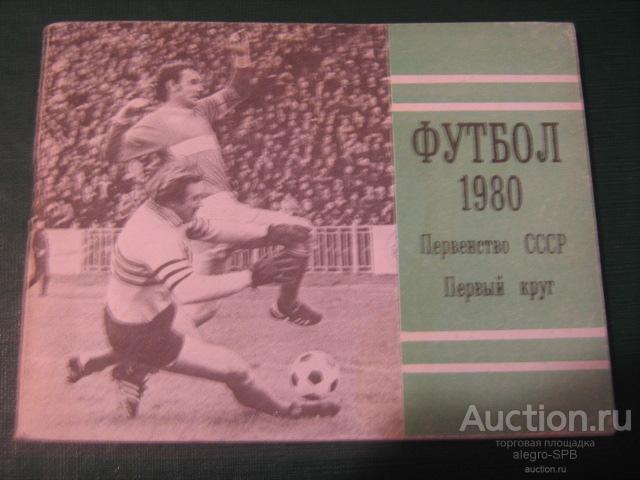 ФУТБОЛ
1980
Первенство СССР
Первый круг
Auction.ru
торговая площадка
alegro-SPB
auction.ru